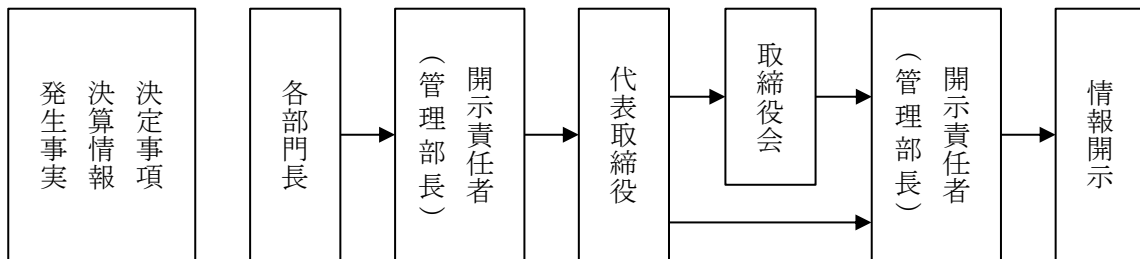 決定事項
決算情報
発生事実
各部門長
開示責任者
（管理部長）
代表取締役
取締役会
開示責任者
（管理部長）
情報開示